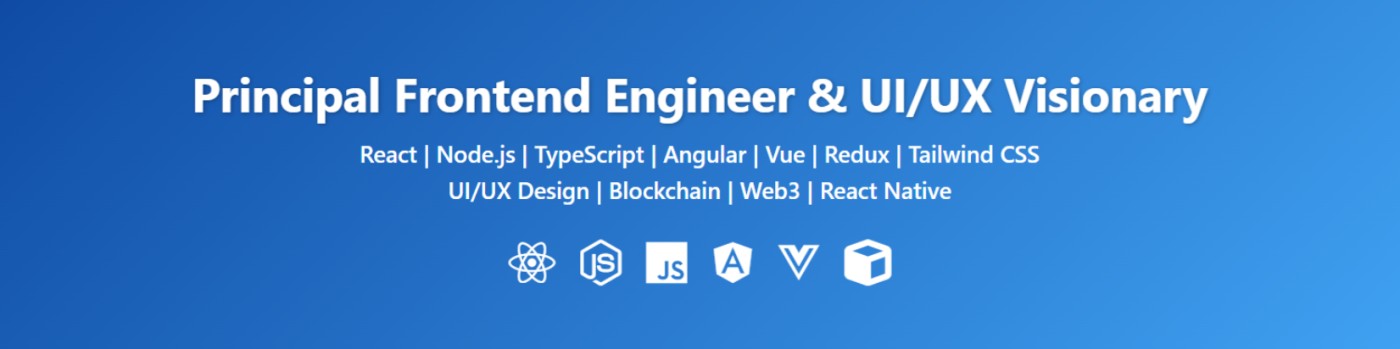 Principal Frontend Engineer & UI/UX Visionary
React | Node.js | TypeScript | Angular | Vue | Redux | Tailwind CSS
UI/UX Design | Blockchain | Web3 | React Native
JS JS A